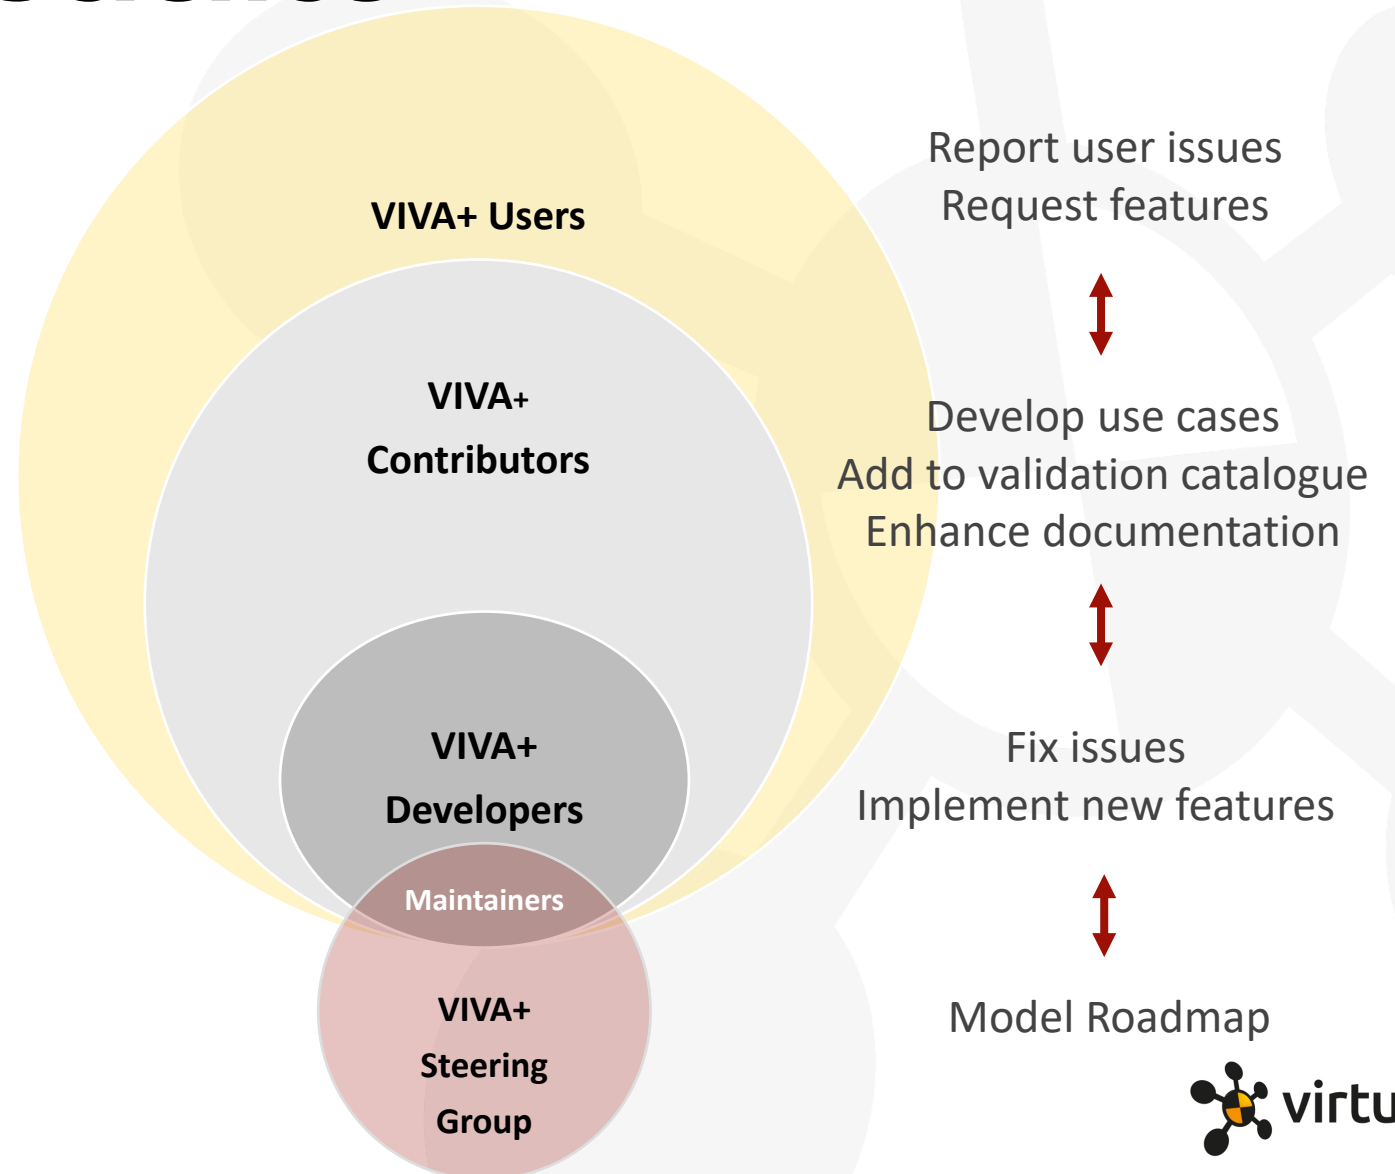 VIVA+ Users
Report user issues
Request features
VIVA+
Contributors
Develop use cases
Add to validation catalogue
Enhance documentation
VIVA+
Developers
Fix issues
Implement new features
Maintainers
VIVA+
Steering
Group
Model Roadmap
virtu